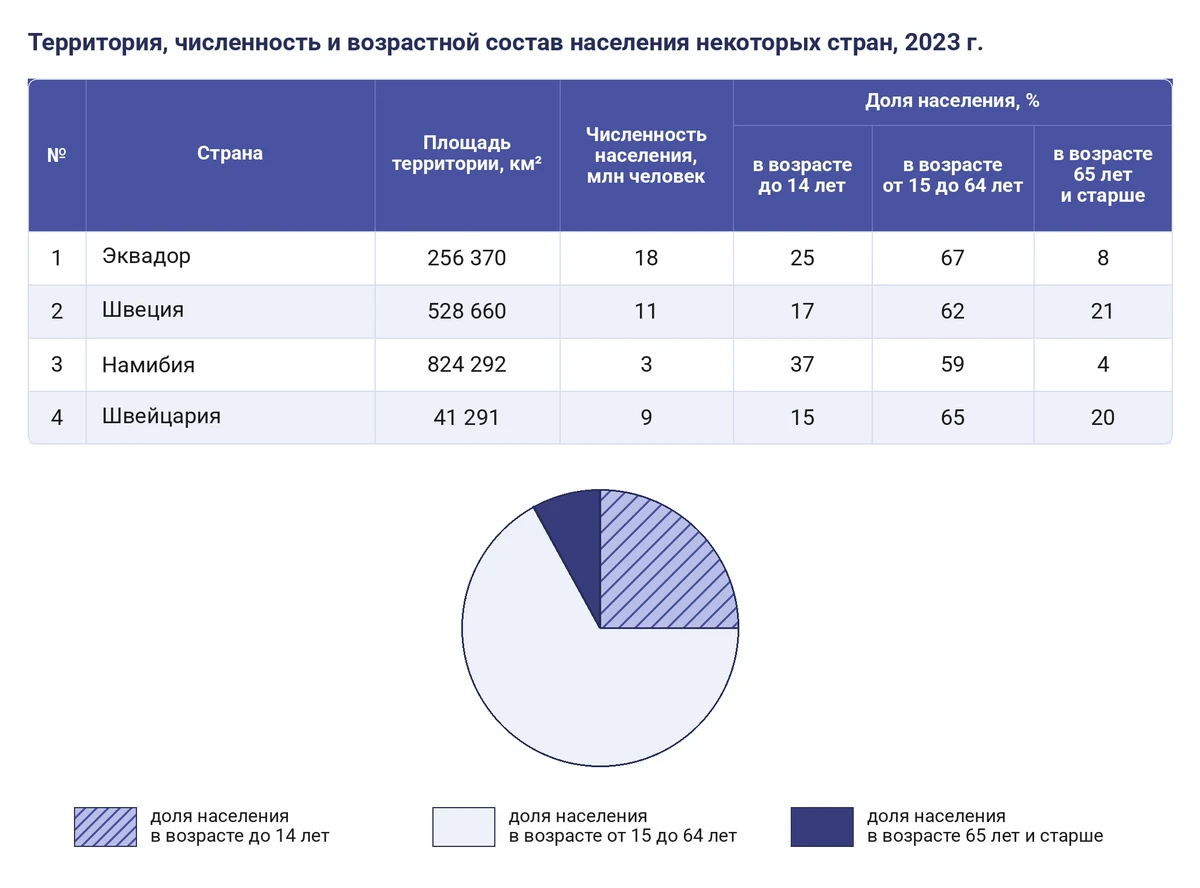 Территория, численность и возрастной состав населения некоторых стран, 2023 г.
№
Страна
Площадь
территории, км²
Численность
населения,
млн человек
Доля населения, %
в возрасте
до 14 лет
в возрасте
от 15 до 64 лет
в возрасте
65 лет
и старше
1 Эквадор 256 370 18 25 67 8
2 Швеция 528 660 11 17 62 21
3 Намибия 824 292 3 37 59 4
4 Швейцария 41 291 9 15 65 20
доля населения
в возрасте до 14 лет
доля населения
в возрасте от 15 до 64 лет
доля населения
в возрасте 65 лет и старше